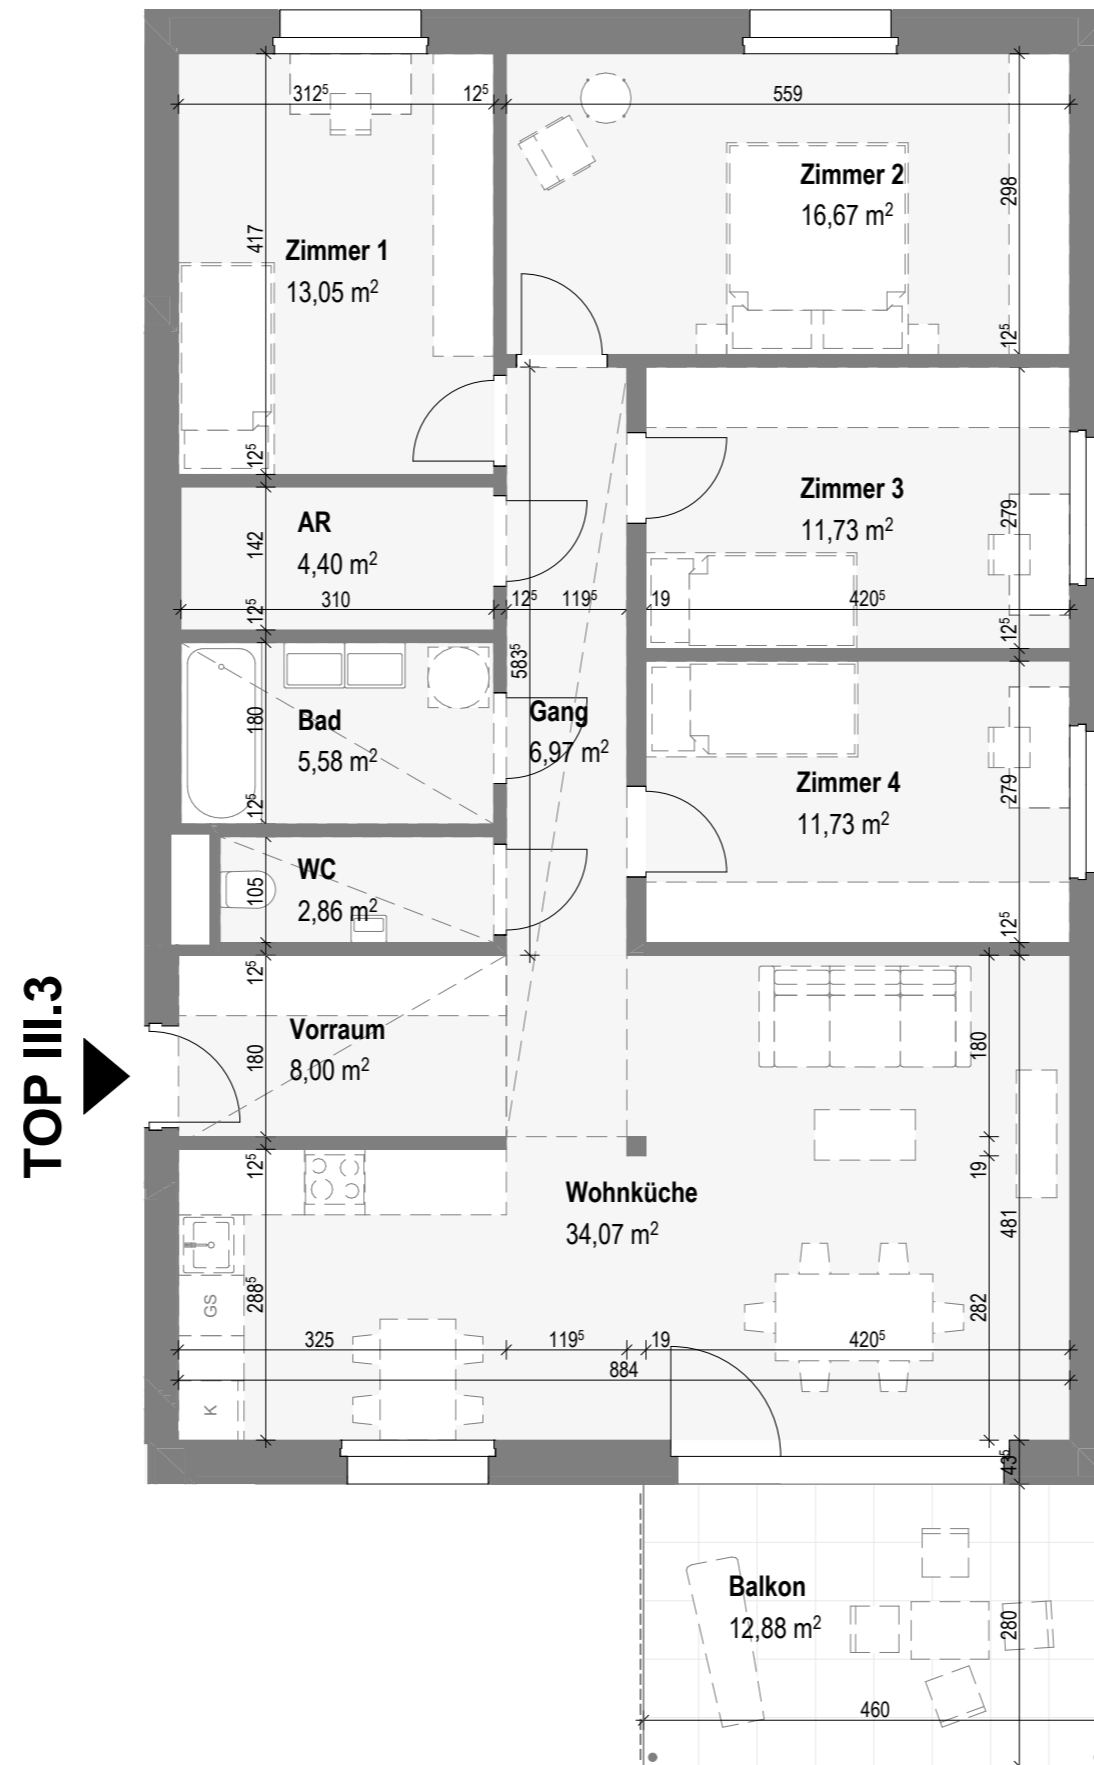 312⁵
12⁵
559
Zimmer 2
16,67 m²
298
12⁵
417
Zimmer 1
13,05 m²
12⁵
AR
4,40 m²
142
310
12⁵
12⁵
119⁵
19
420⁵
Zimmer 3
11,73 m²
279
12⁵
583⁵
Bad
5,58 m²
180
12⁵
Gang
6,97 m²
Zimmer 4
11,73 m²
279
12⁵
WC
2,86 m²
105
12⁵
TOP III.3
Vorraum
8,00 m²
180
12⁵
180
19
481
282
Wohnküche
34,07 m²
GS
K
288⁵
325
119⁵
19
420⁵
884
43⁵
Balkon
12,88 m²
280
460